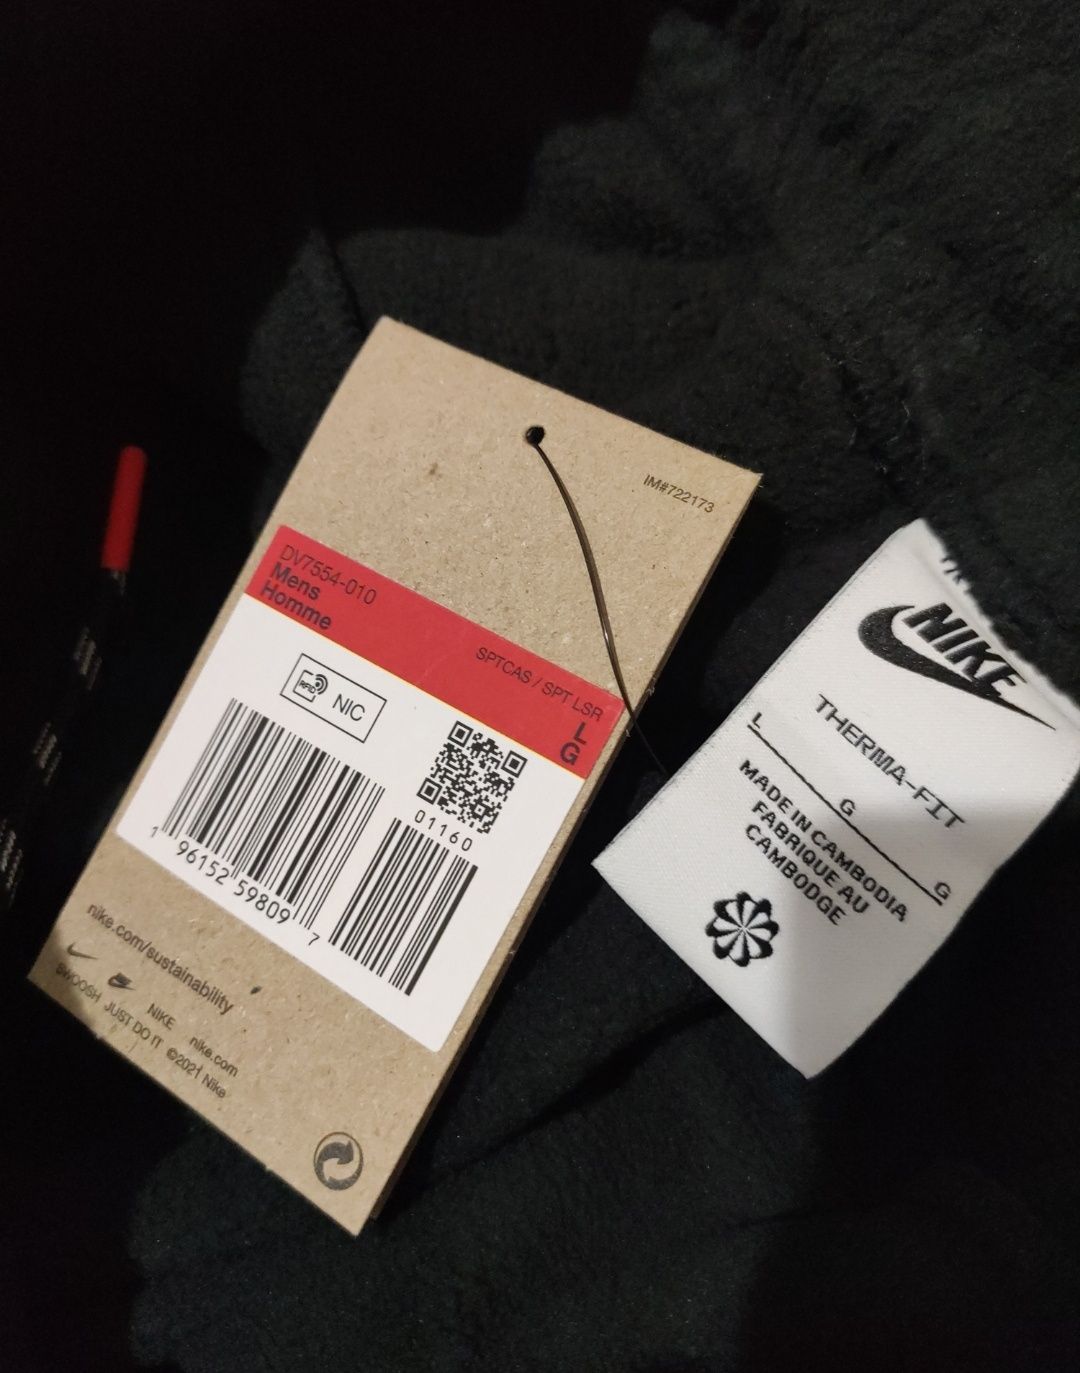 IM#722173
DV7554-010
Mens
Homme
SPTCAS / SPT LSR
L
G
RFID
NIC
01160
1 96152 59809 7
nike.com/sustainability
NIKE nike.com
SWOOSH JUST DO IT ©2021 Nike
NIKE
THERMA-FIT
L G G
MADE IN CAMBODIA
FABRIQUE AU
CAMBODGE